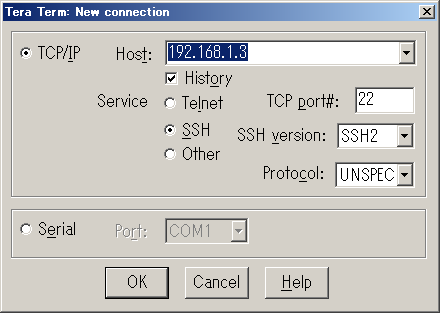 Tera Term: New connection
TCP/IP Host: 192.168.1.3
History
Service Telnet TCP port#: 22
SSH SSH version: SSH2
Other
Protocol: UNSPEC
Serial Port: COM1
OK Cancel Help